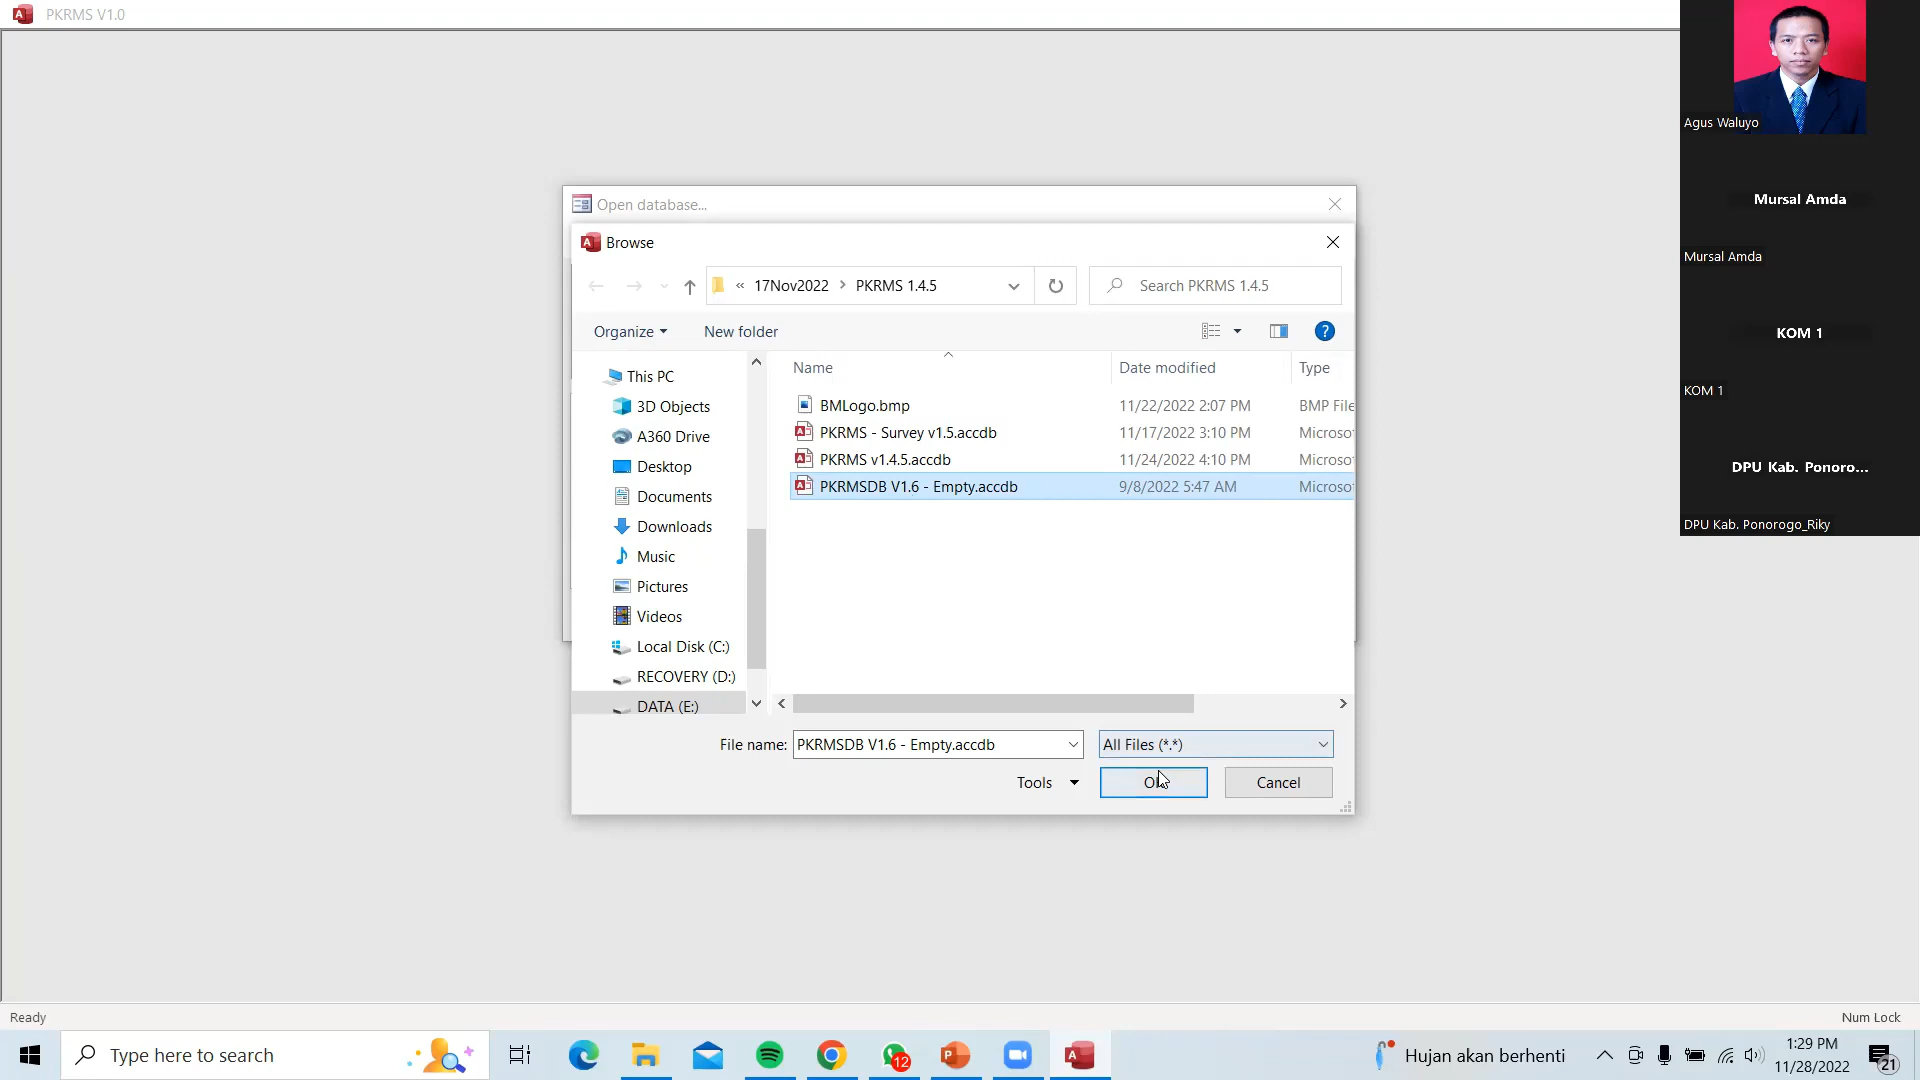 PKRMS V1.0
Open database...
Browse
« 17Nov2022 > PKRMS 1.4.5
Search PKRMS 1.4.5
Organize
New folder
This PC
3D Objects
A360 Drive
Desktop
Documents
Downloads
Music
Pictures
Videos
Local Disk (C:)
RECOVERY (D:)
DATA (E:)
Name Date modified Type
BMLogo.bmp 11/22/2022 2:07 PM BMP File
PKRMS - Survey v1.5.accdb 11/17/2022 3:10 PM Microso
PKRMS v1.4.5.accdb 11/24/2022 4:10 PM Microso
PKRMSDB V1.6 - Empty.accdb 9/8/2022 5:47 AM Microso
File name: PKRMSDB V1.6 - Empty.accdb All Files (*.*)
Tools
Cancel
Agus Waluyo
Mursal Amda
Mursal Amda
KOM 1
KOM 1
DPU Kab. Ponoro...
DPU Kab. Ponorogo_Riky
Ready
Num Lock
Type here to search
12
Hujan akan berhenti
1:29 PM
11/28/2022
21